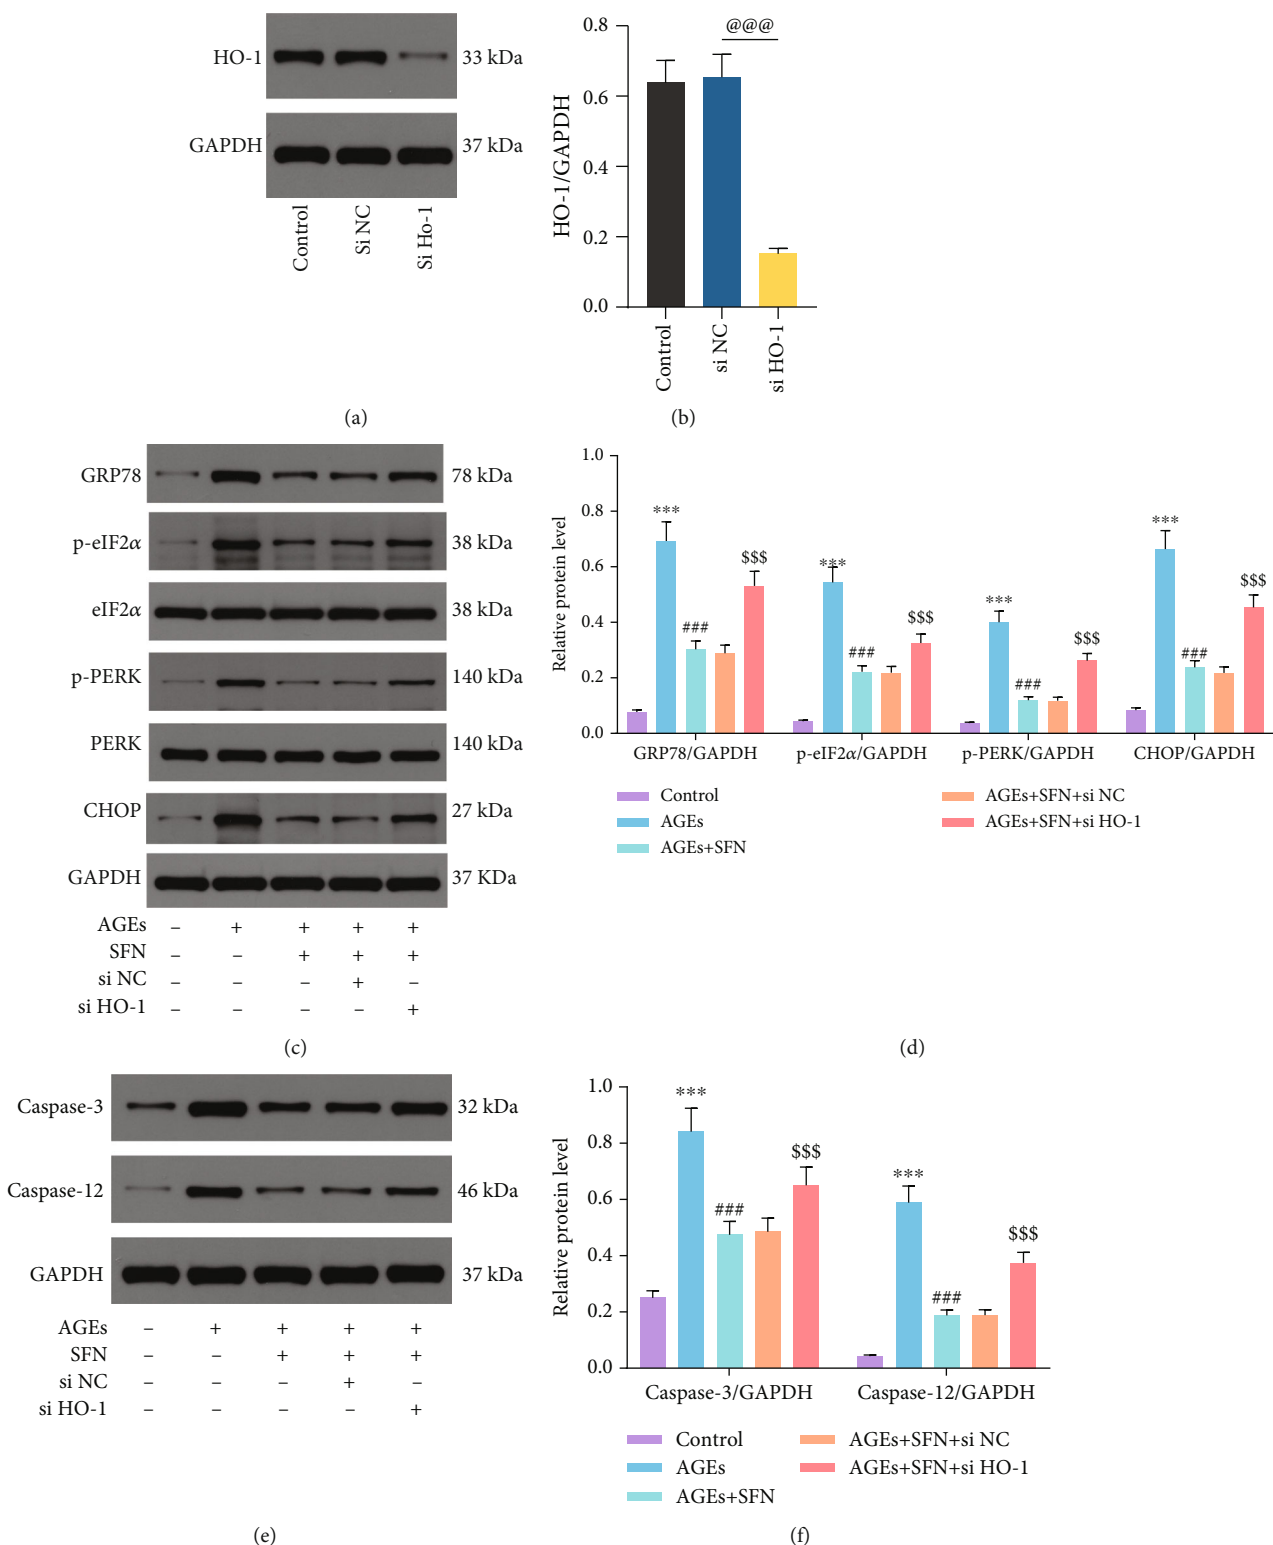 HO-1
33 kDa
GAPDH
37 kDa
Control
Si NC
Si Ho-1
(a)
HO-1/GAPDH
0.8
0.6
0.4
0.2
0.0
@@@
Control
si NC
si HO-1
(b)
GRP78
78 kDa
p-eIF2α
38 kDa
eIF2α
38 kDa
p-PERK
140 kDa
PERK
140 kDa
CHOP
27 kDa
GAPDH
37 KDa
AGEs – + + + +
SFN – – + + +
si NC – – – + –
si HO-1 – – – – +
(c)
Relative protein level
1.0
0.8
0.6
0.4
0.2
0.0
*** ### $$$
*** ### $$$
*** ### $$$
*** ### $$$
GRP78/GAPDH p-eIF2α/GAPDH p-PERK/GAPDH CHOP/GAPDH
Control
AGEs
AGEs+SFN
AGEs+SFN+si NC
AGEs+SFN+si HO-1
(d)
Caspase-3
32 kDa
Caspase-12
46 kDa
GAPDH
37 kDa
AGEs – + + + +
SFN – – + + +
si NC – – – + –
si HO-1 – – – – +
(e)
Relative protein level
1.0
0.8
0.6
0.4
0.2
0.0
*** ### $$$
*** ### $$$
Caspase-3/GAPDH Caspase-12/GAPDH
Control
AGEs
AGEs+SFN
AGEs+SFN+si NC
AGEs+SFN+si HO-1
(f)